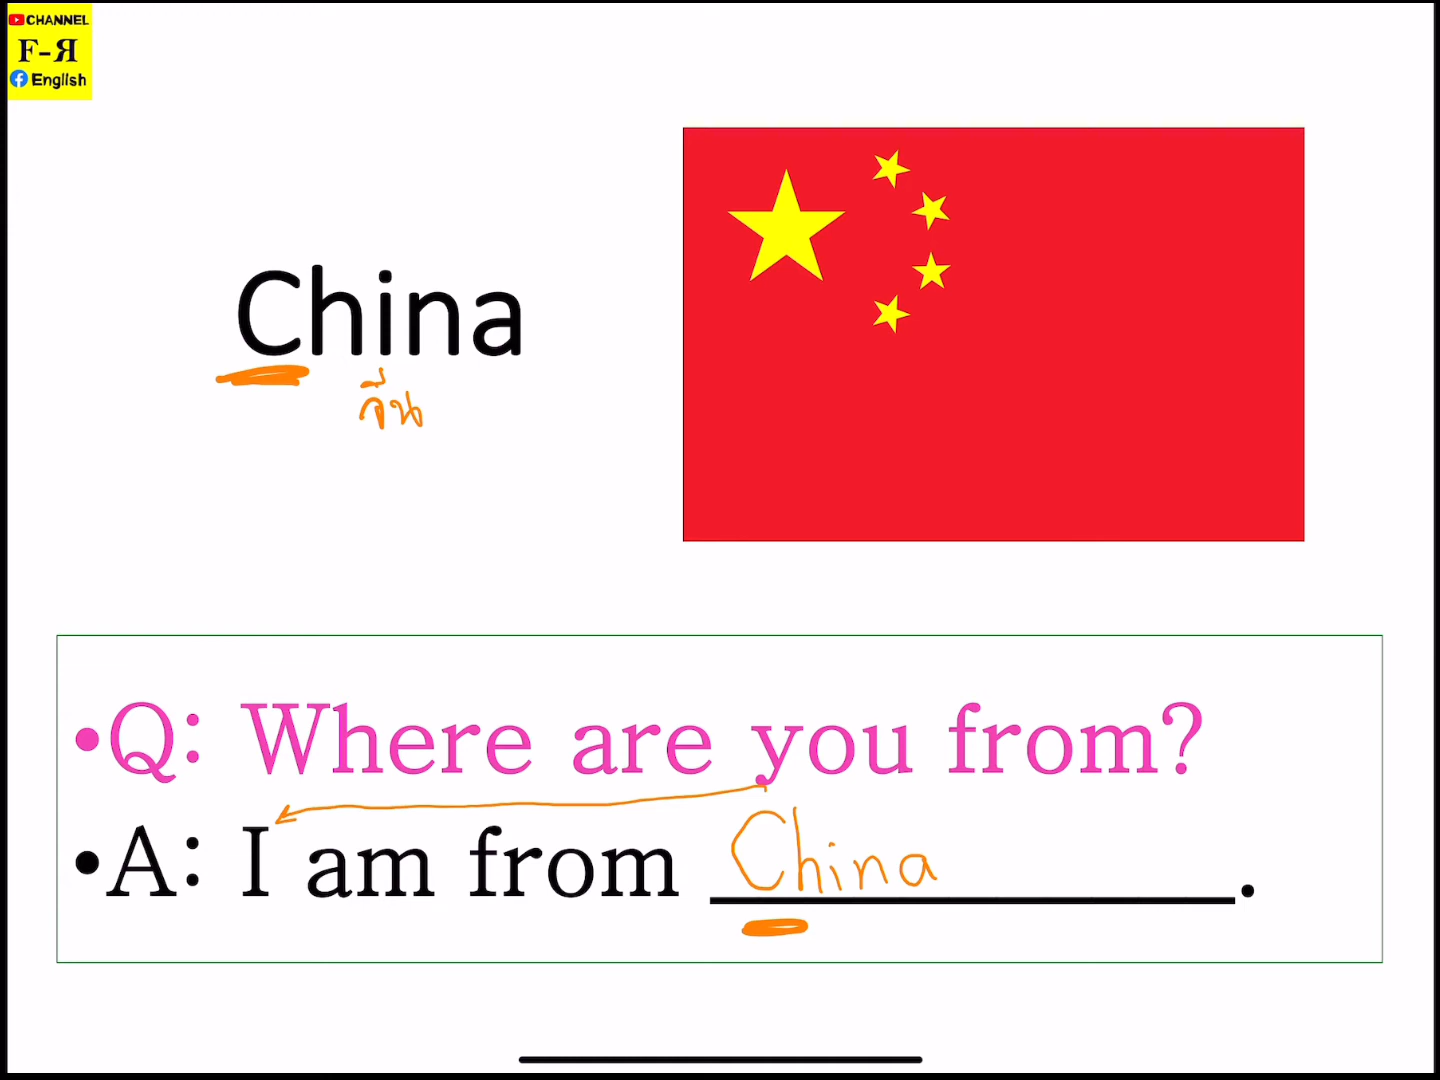 CHANNEL
F-Я
English
China
จีน
•Q: Where are you from?
•A: I am from China.